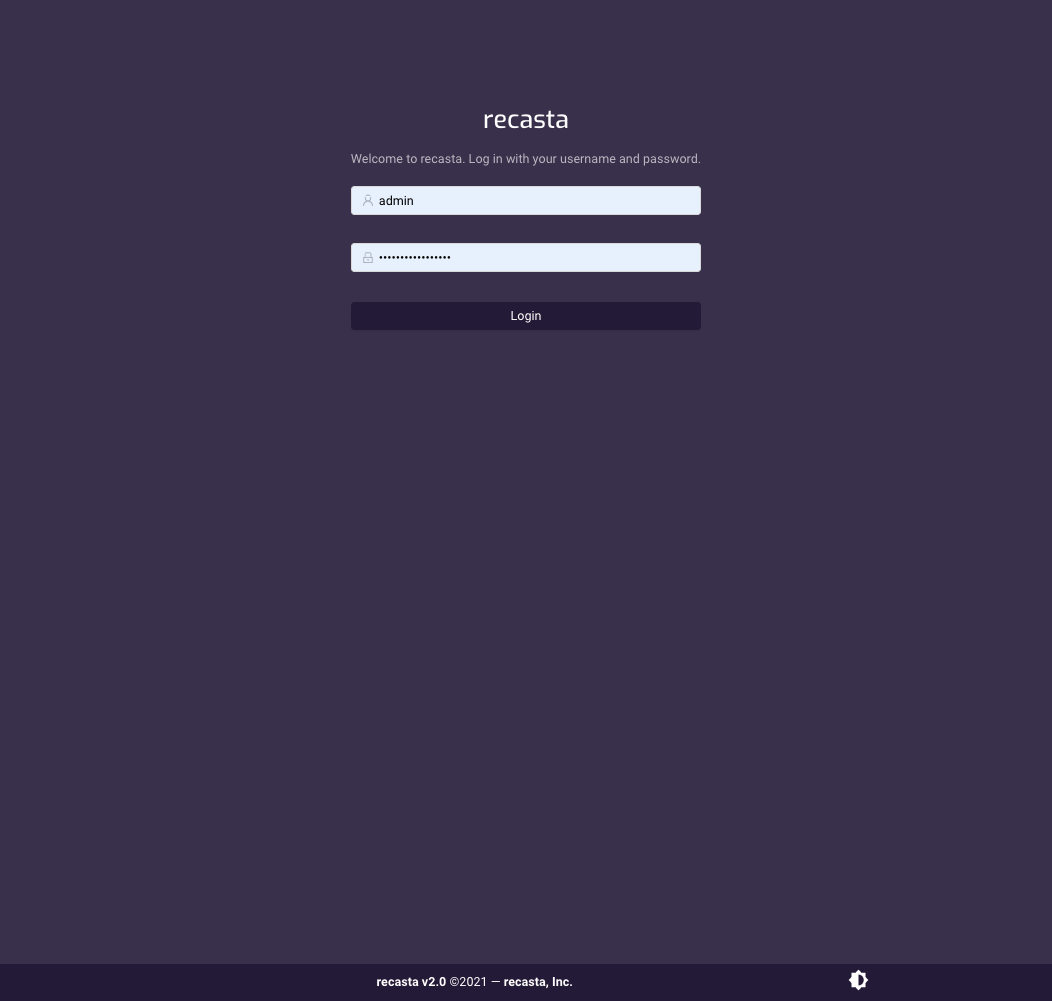 recasta
Welcome to recasta. Log in with your username and password.
admin
•••••••••••••••••
Login
recasta v2.0 ©2021 — recasta, Inc.